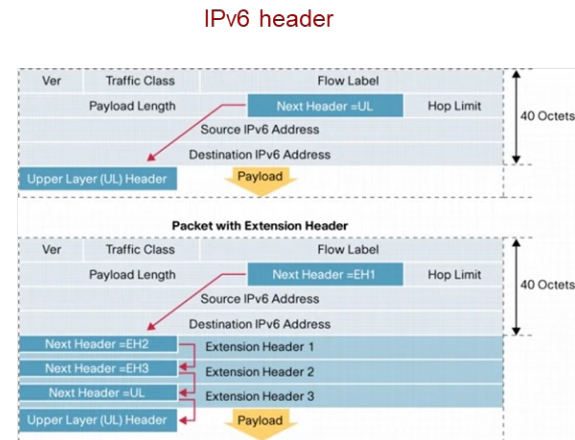 IPv6 header
Ver Traffic Class Flow Label
Payload Length Next Header =UL Hop Limit
40 Octets
Source IPv6 Address
Destination IPv6 Address
Upper Layer (UL) Header Payload
Packet with Extension Header
Ver Traffic Class Flow Label
Payload Length Next Header =EH1 Hop Limit
40 Octets
Source IPv6 Address
Destination IPv6 Address
Next Header =EH2 Extension Header 1
Next Header =EH3 Extension Header 2
Next Header =UL Extension Header 3
Upper Layer (UL) Header Payload